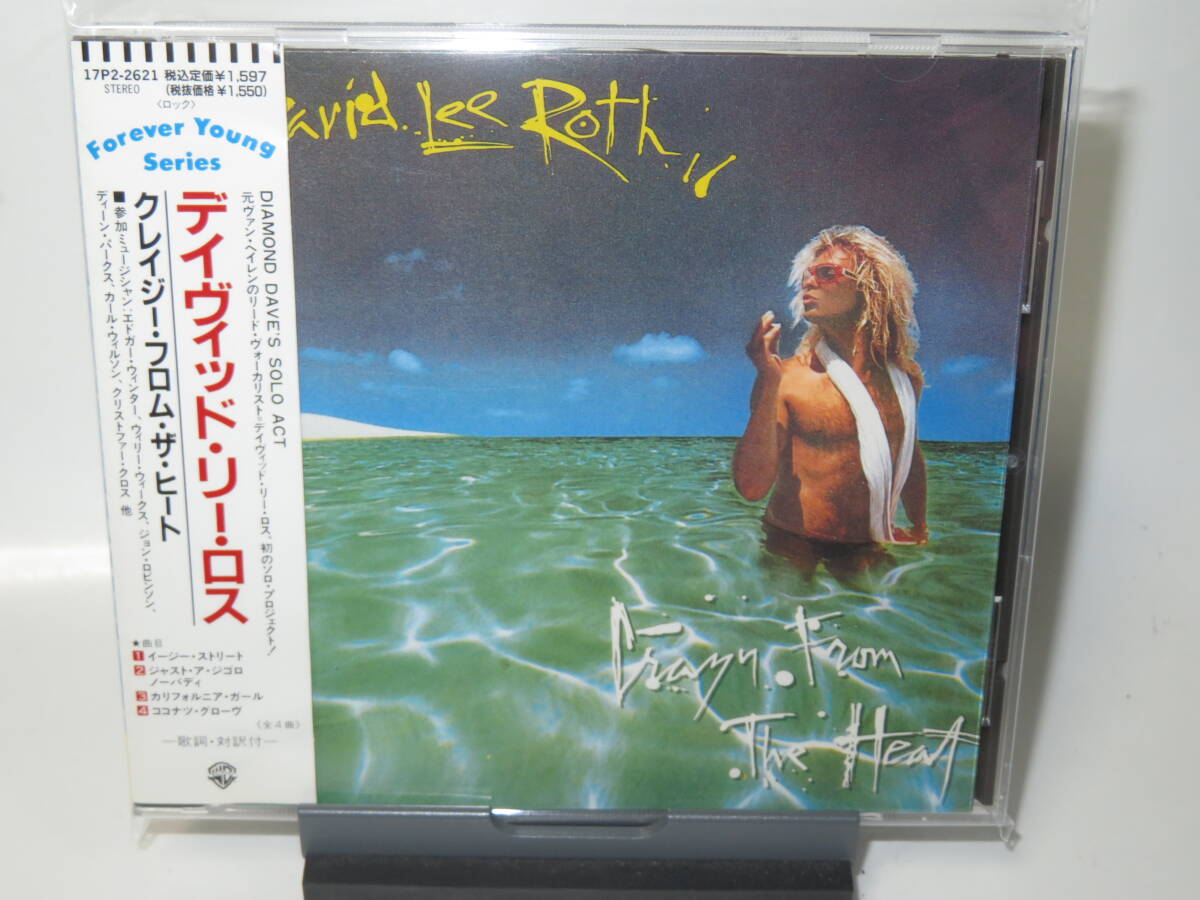 17P2-2621 税込定価¥1,597
STEREO (税抜価格¥1,550)
〈ロック〉
Forever Young
Series
DIAMOND DAVE'S SOLO ACT
元ヴァン・ヘイレンのリード・ヴォーカリスト=デイヴィッド・リー・ロス、初のソロ・プロジェクト!
デイヴィッド・リー・ロス
クレイジー・フロム・ザ・ヒート
■参加ミュージシャン:エドガー・ウィンター、ウィリー・ウィークス、ジョン・ロビンソン、
ディーン・パークス、カール・ウィルソン、クリストファー・クロス 他
★曲目
1 イージー・ストリート
2 ジャスト・ア・ジゴロ
ノーバディ
3 カリフォルニア・ガール
4 ココナツ・グローヴ
〈全4曲〉
—歌詞・対訳付—
avid Lee Roth
Crazy From
The Heat